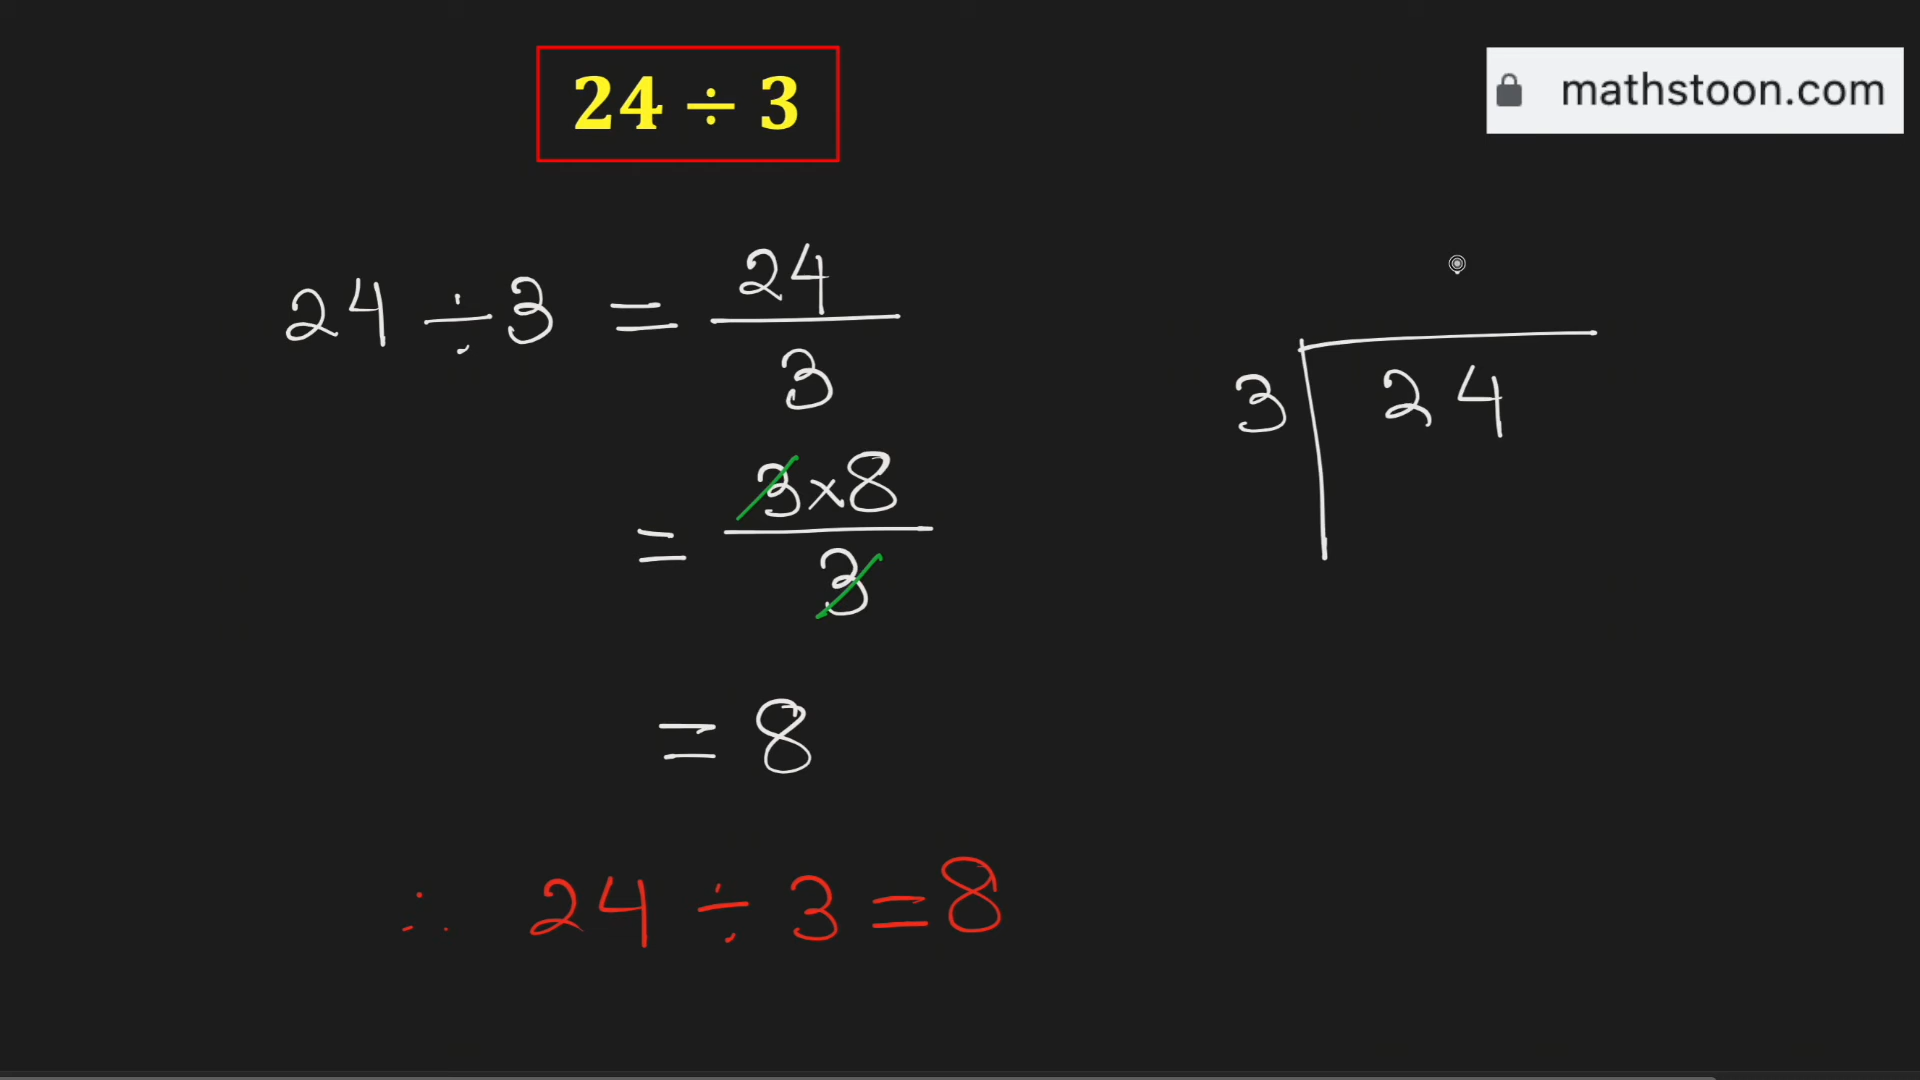 24 ÷ 3
mathstoon.com
24 ÷ 3 = 24/3
= 3×8/3
= 8
∴ 24 ÷ 3 = 8
3 24